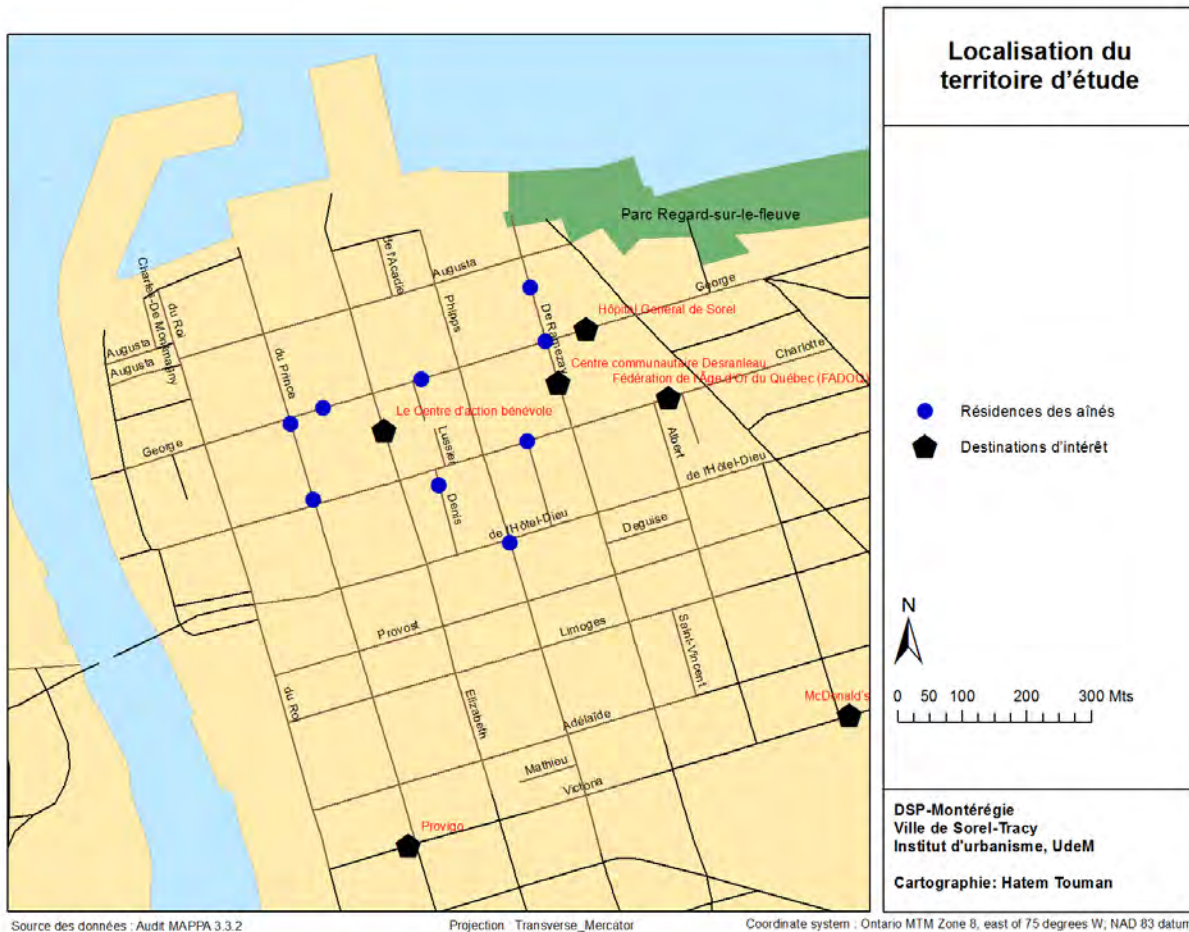 Localisation du
territoire d'étude
Parc Regard-sur-le-fleuve
Charles-De Montmagny
du Roi
De l'Acadie
Augusta
Phipps
George
De Ramezay
Hôpital Général de Sorel
Augusta
Augusta
du Prince
Charlotte
Centre communautaire Desranleau,
Fédération de l'Âge d'Or du Québec (FADOQ)
Le Centre d'action bénévole
George
Lussier
Albert
de l'Hôtel-Dieu
Denis
de l'Hôtel-Dieu
Deguise
Provost
Limoges
Saint-Vincent
du Roi
Elizabeth
Adélaïde
McDonald's
Mathieu
Victoria
Provigo
Résidences des aînés
Destinations d'intérêt
N
0 50 100 200 300 Mts
DSP-Montérégie
Ville de Sorel-Tracy
Institut d'urbanisme, UdeM
Cartographie: Hatem Touman
Source des données : Audit MAPPA 3.3.2
Projection : Transverse_Mercator
Coordinate system : Ontario MTM Zone 8, east of 75 degrees W; NAD 83 datum